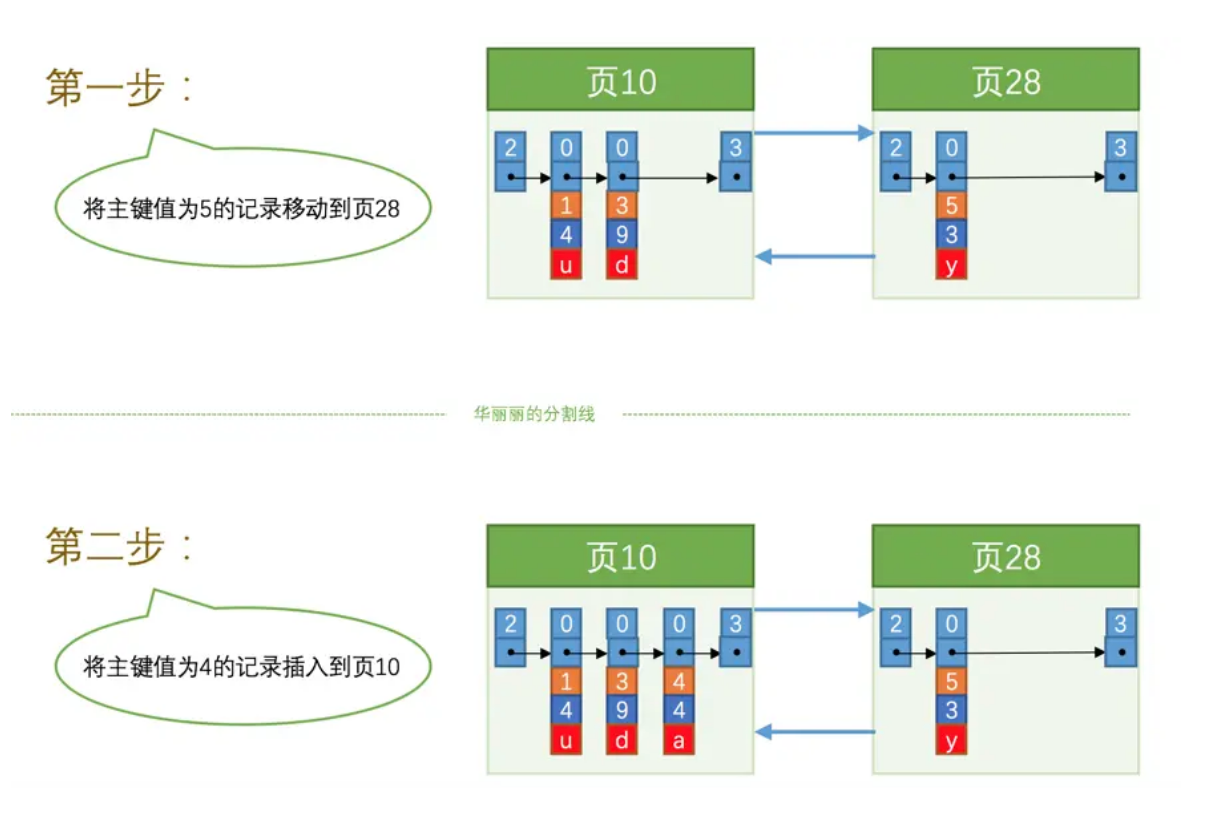 第一步：
将主键值为5的记录移动到页28
页10
页28
2 0 0 3
1 3
4 9
u d
2 0 3
5
3
y
华丽丽的分割线
第二步：
将主键值为4的记录插入到页10
页10
页28
2 0 0 0 3
1 3 4
4 9 4
u d a
2 0 3
5
3
y